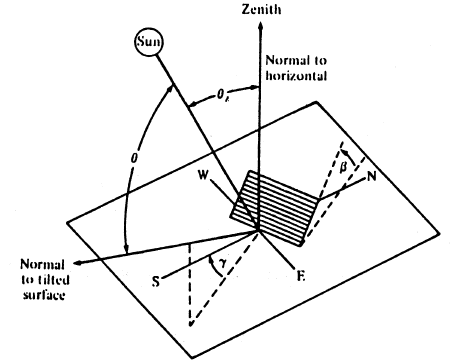 Zenith
Sun
Normal to
horizontal
θz
θ
W
β
N
Normal
to tilted
surface
S
γ
E